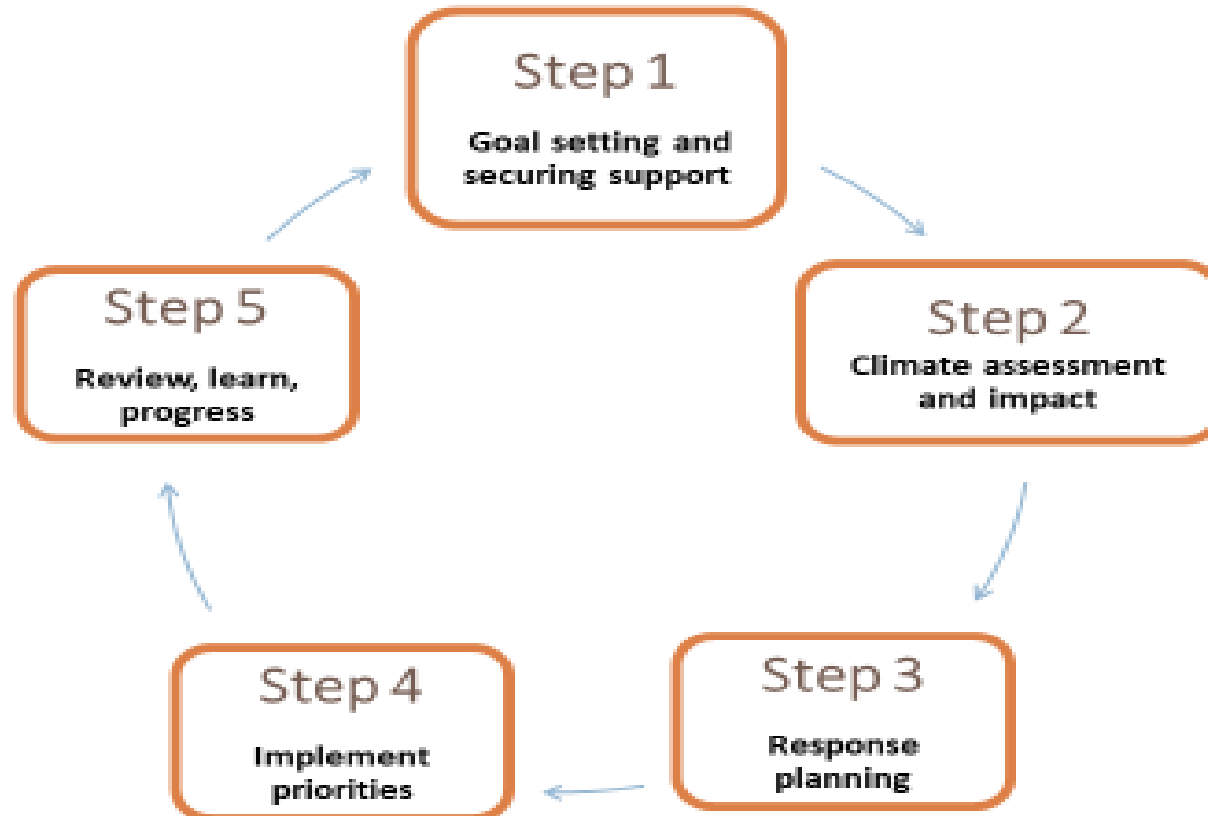 Step 1
Goal setting and
securing support
Step 2
Climate assessment
and impact
Step 3
Response
planning
Step 4
Implement
priorities
Step 5
Review, learn,
progress